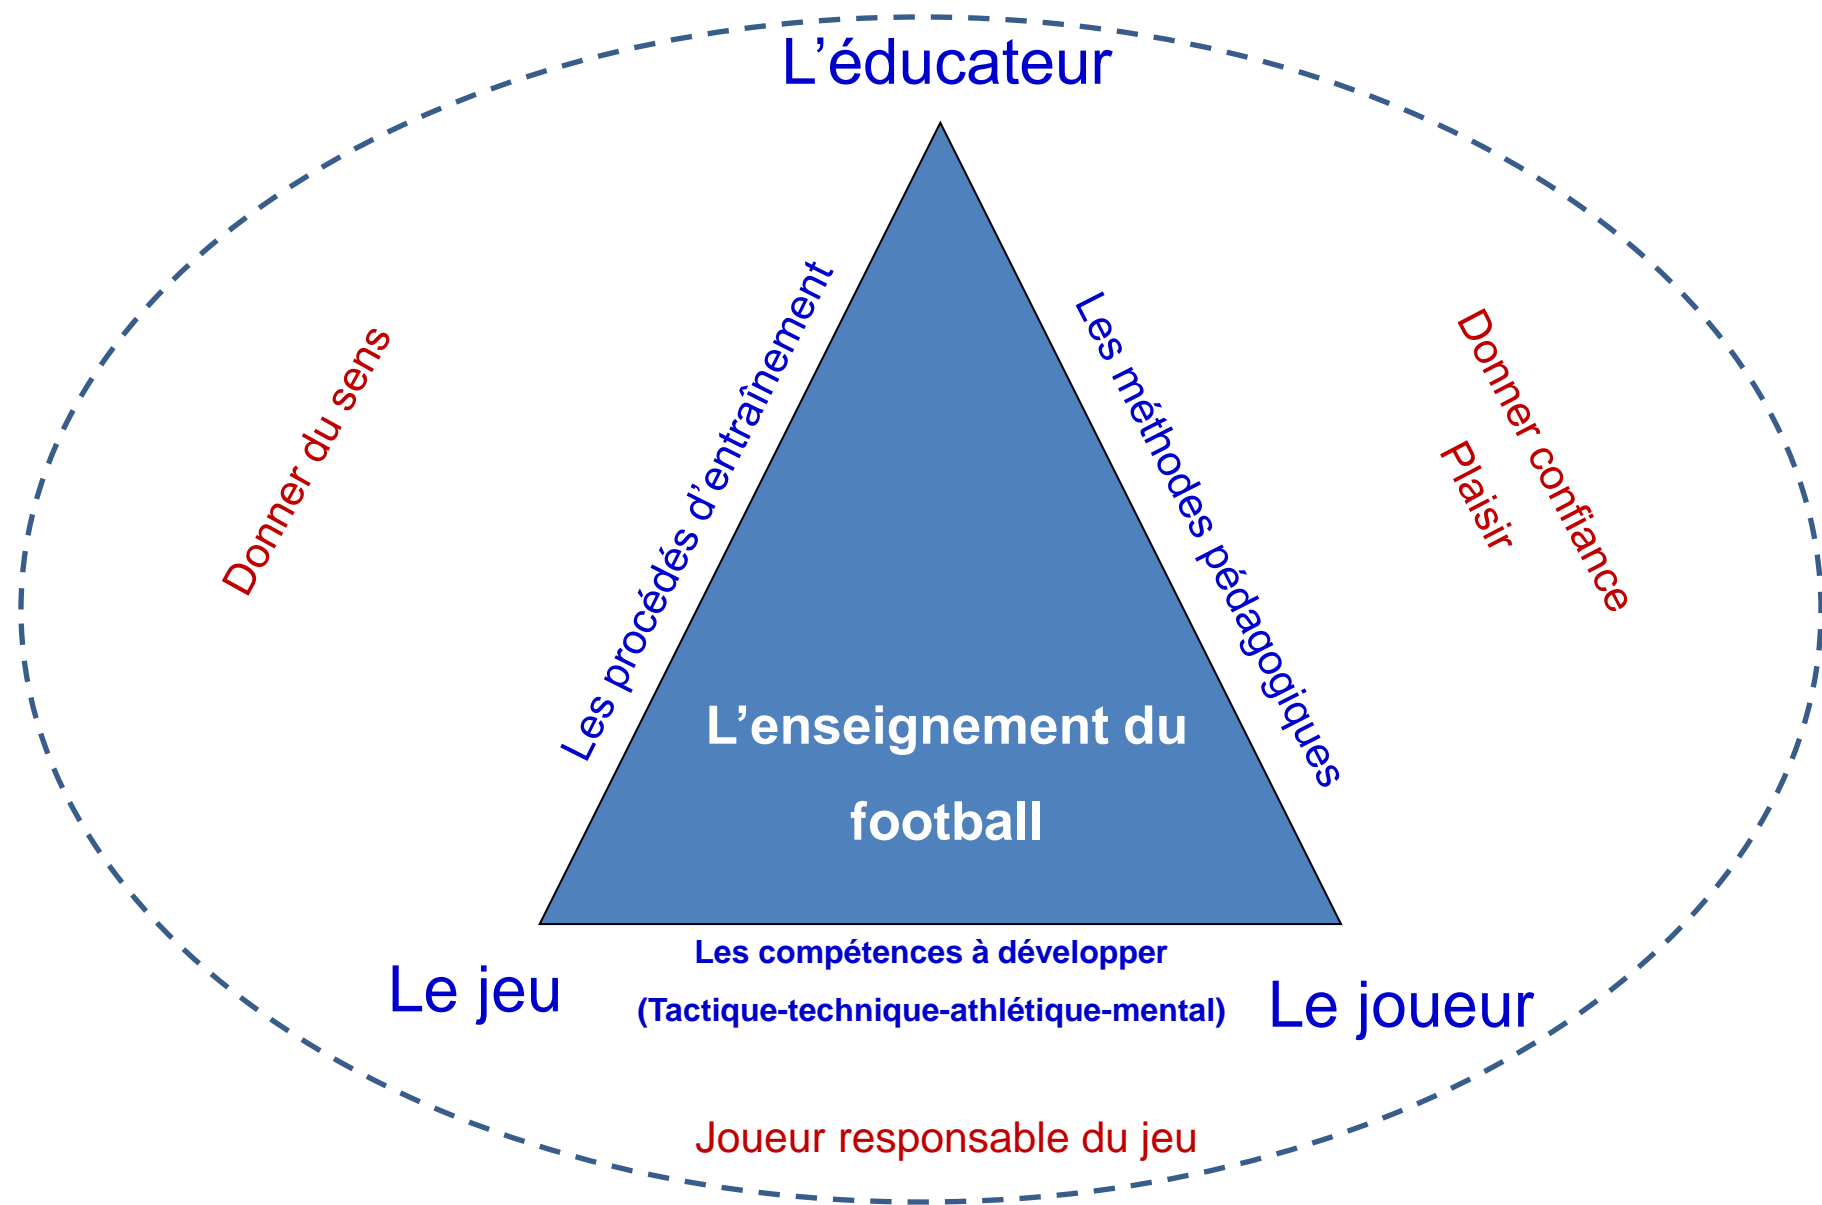 L’éducateur
Les procédés d’entraînement
Les méthodes pédagogiques
Donner du sens
Donner confiance
Plaisir
L’enseignement du
football
Les compétences à développer
(Tactique-technique-athlétique-mental)
Le jeu
Le joueur
Joueur responsable du jeu